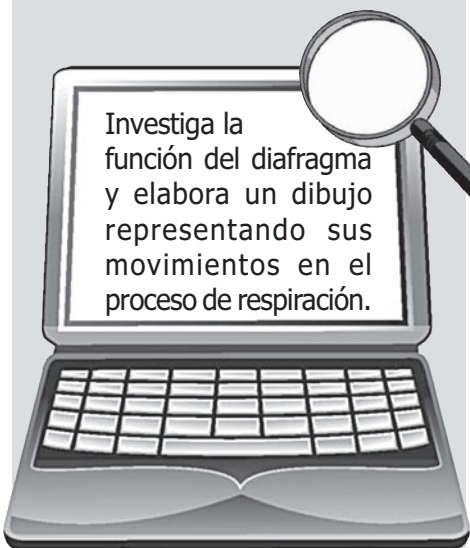 Investiga la
función del diafragma
y elabora un dibujo
representando sus
movimientos en el
proceso de respiración.